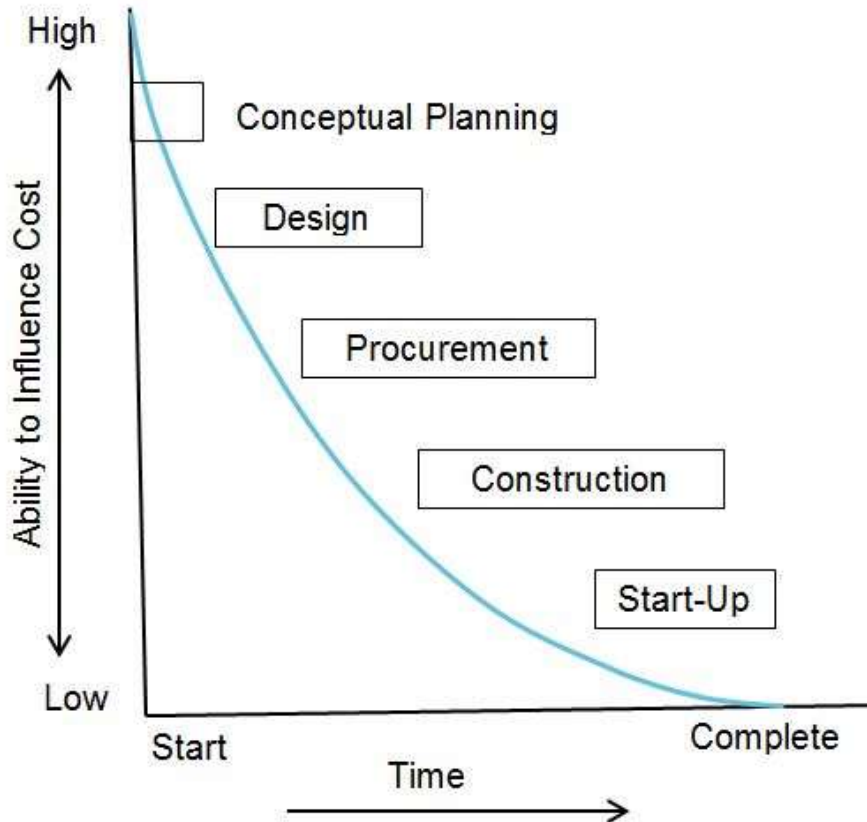 High
Conceptual Planning
Design
Procurement
Construction
Start-Up
Ability to Influence Cost
Low
Start
Complete
Time